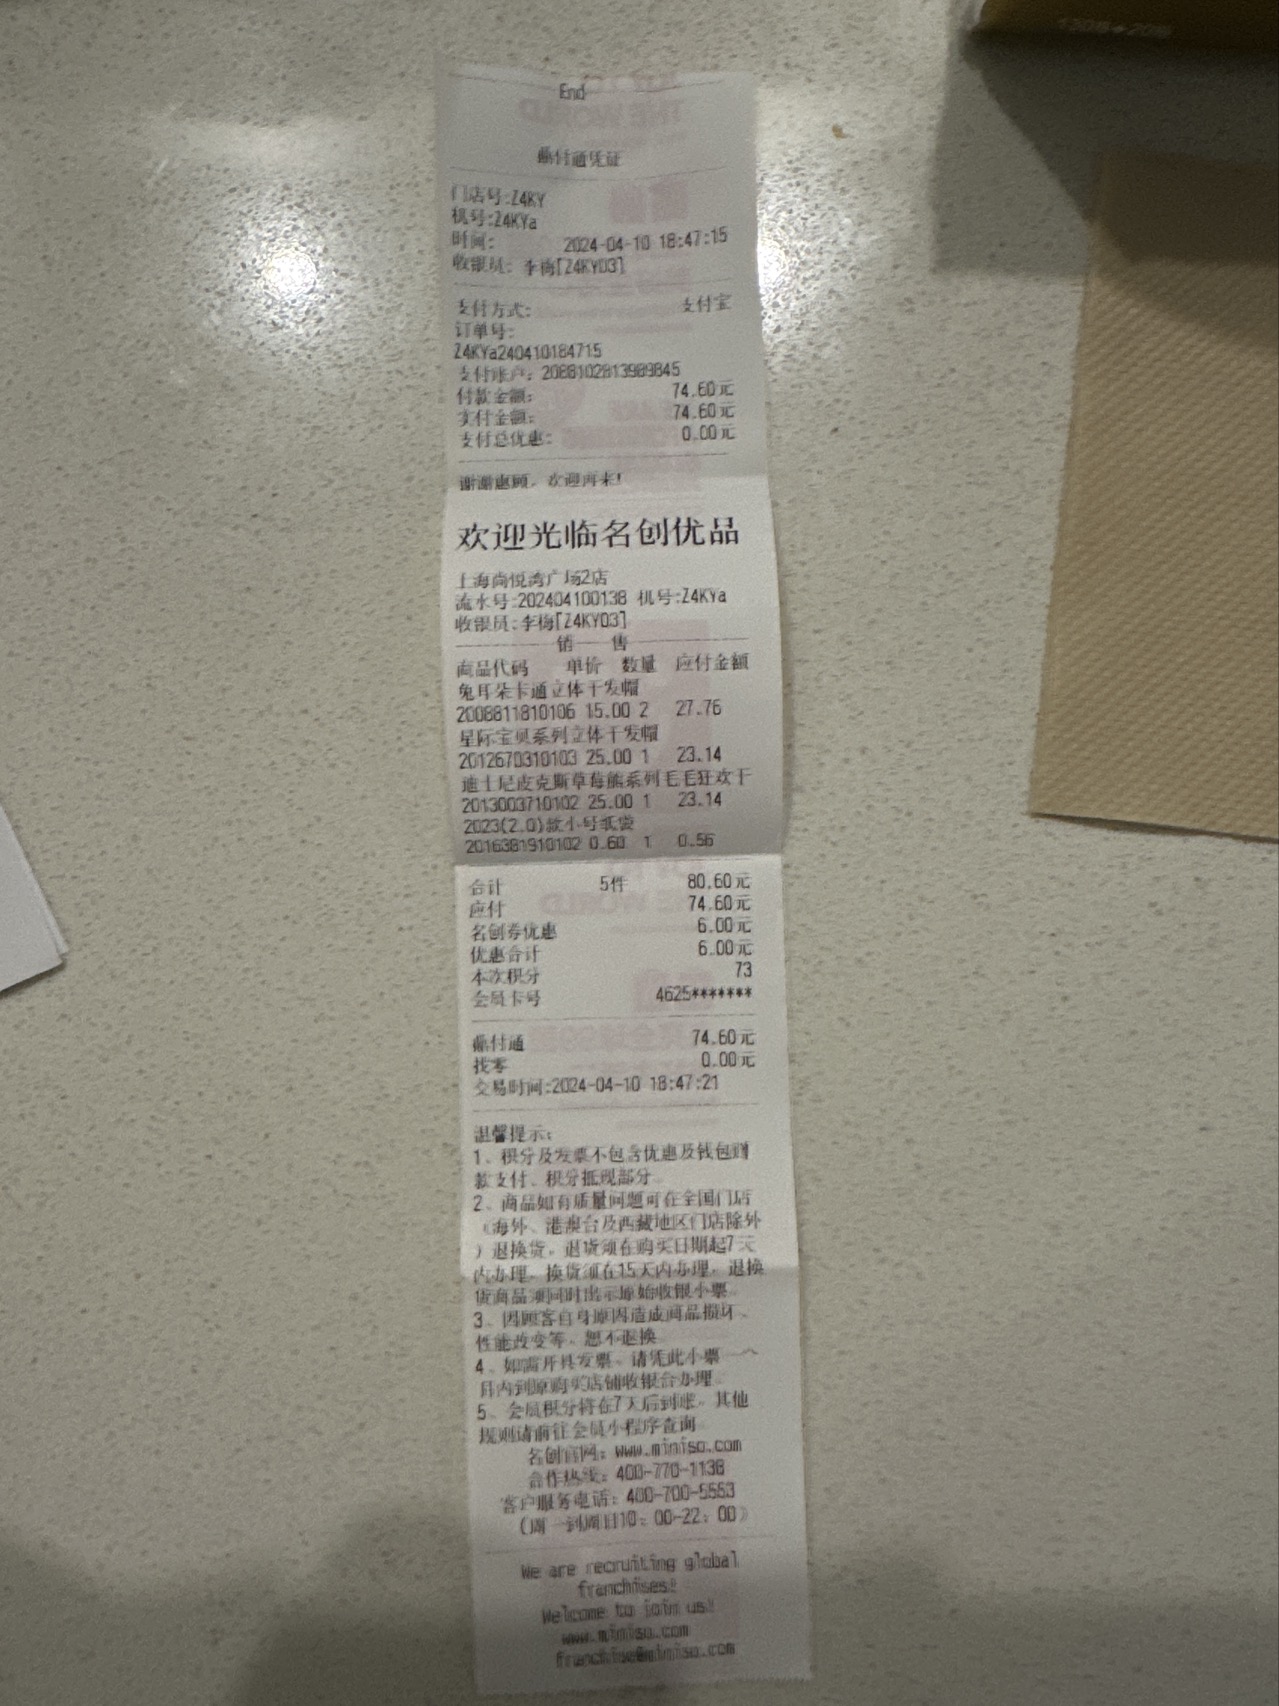 End
鼎付通凭证
门店号:Z4KY
机号:Z4KYa
时间: 2024-04-10 18:47:15
收银员: 李梅[Z4KY03]
支付方式: 支付宝
订单号:
Z4KYa240410184715
支付账户: 2088102813989845
付款金额: 74.60元
实付金额: 74.60元
支付总优惠: 0.00元
谢谢惠顾，欢迎再来!
欢迎光临名创优品
上海尚悦湾广场2店
流水号:202404100138 机号:Z4KYa
收银员:李梅[Z4KY03]
销 售
商品代码 单价 数量 应付金额
兔耳朵卡通立体干发帽
2008811810106 15.00 2 27.76
星际宝贝系列立体干发帽
2012670310103 25.00 1 23.14
迪士尼皮克斯草莓熊系列毛毛狂欢干
2013003710102 25.00 1 23.14
2023(2.0)款小号纸袋
2016381910102 0.60 1 0.56
合计 5件 80.60元
应付 74.60元
名创券优惠 6.00元
优惠合计 6.00元
本次积分 73
会员卡号 4625*******
鼎付通 74.60元
找零 0.00元
交易时间:2024-04-10 18:47:21
温馨提示:
1、积分及发票不包含优惠及钱包赠
款支付、积分抵现部分。
2、商品如有质量问题可在全国门店
（海外、港澳台及西藏地区门店除外
）退换货。退货须在购买日期起7天
内办理，换货须在15天内办理，退换
货商品须同时出示原始收银小票。
3、因顾客自身原因造成商品损坏、
性能改变等，恕不退换。
4、如需开具发票，请凭此小票一个
月内到原购买店铺收银台办理。
5、会员积分将在7天后到账，其他
规则请前往会员小程序查询
名创官网: www.miniso.com
合作热线: 400-770-1138
客户服务电话: 400-700-5553
(周一到周日10: 00-22: 00)
We are recruiting global
franchises!
Welcome to join us!
www.miniso.com
franchise@miniso.com